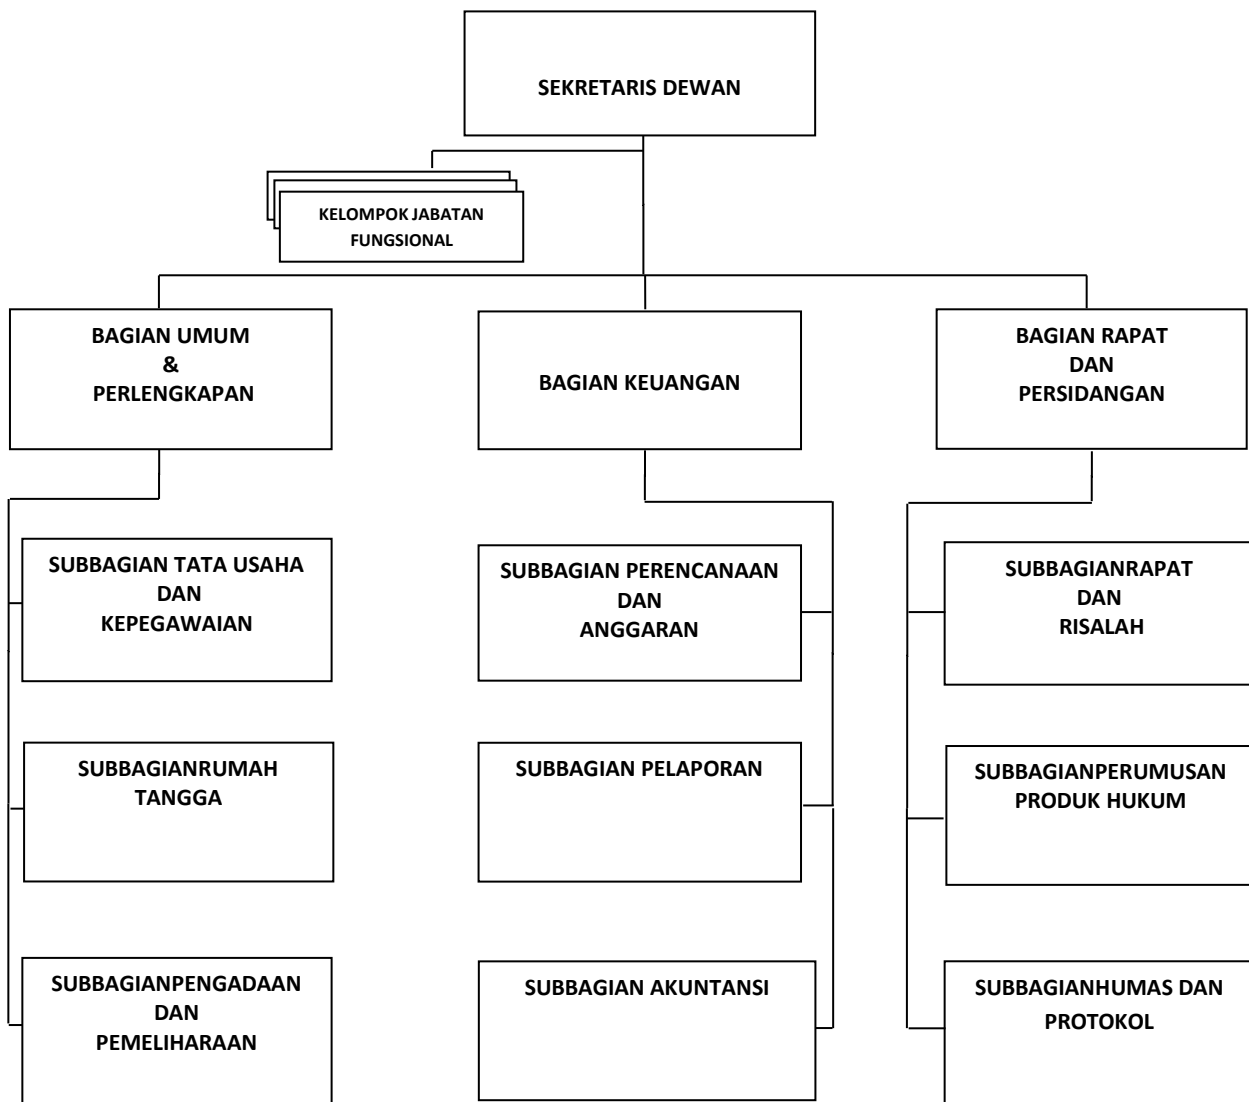 SEKRETARIS DEWAN
KELOMPOK JABATAN
FUNGSIONAL
BAGIAN UMUM
&
PERLENGKAPAN
BAGIAN KEUANGAN
BAGIAN RAPAT
DAN
PERSIDANGAN
SUBBAGIAN TATA USAHA
DAN
KEPEGAWAIAN
SUBBAGIAN PERENCANAAN
DAN
ANGGARAN
SUBBAGIANRAPAT
DAN
RISALAH
SUBBAGIANRUMAH
TANGGA
SUBBAGIAN PELAPORAN
SUBBAGIANPERUMUSAN
PRODUK HUKUM
SUBBAGIANPENGADAAN
DAN
PEMELIHARAAN
SUBBAGIAN AKUNTANSI
SUBBAGIANHUMAS DAN
PROTOKOL